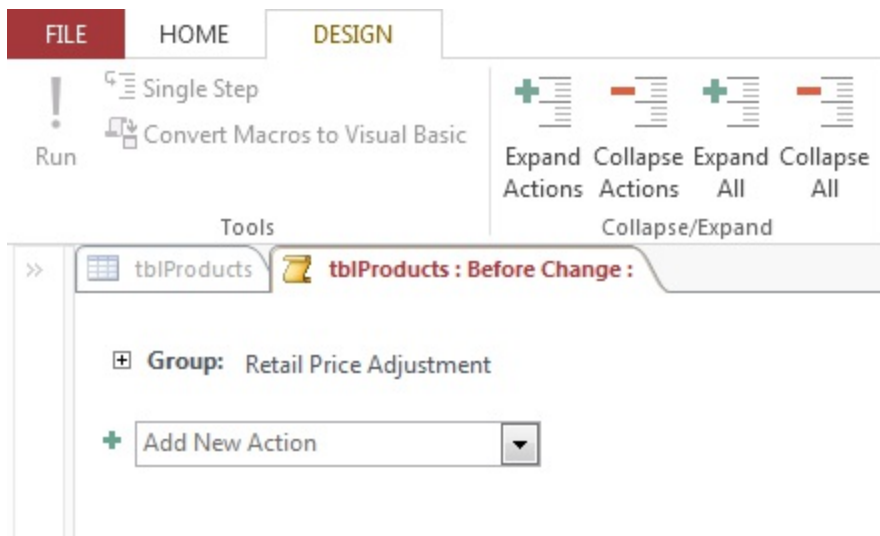 FILE HOME DESIGN
Single Step
Convert Macros to Visual Basic
Run
Expand Actions
Collapse Actions
Expand All
Collapse All
Tools
Collapse/Expand
tblProducts
tblProducts : Before Change :
Group: Retail Price Adjustment
Add New Action